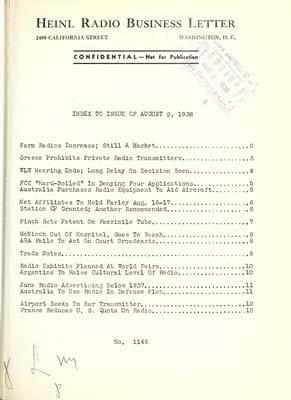 HEINL RADIO BUSINESS LETTER
2400 CALIFORNIA STREET WASHINGTON, D. C.
CONFIDENTIAL—Not for Publication
INDEX TO ISSUE OF AUGUST 2, 1938
Farm Radios Increase; Still A Market....................2
Greece Prohibits Private Radio Transmitters.............3
WLW Hearing Ends; Long Delay On Decision Seen...........4
FCC "Hard-Boiled" In Denying Four Applications..........5
Australia Purchases Radio Equipment To Aid Aircraft.....5
Net Affiliates To Hold Parley Aug. 16-17................6
Station CP Granted; Another Recommended.................6
Finch Gets Patent On Facsimile Tube.....................7
McNinch Out Of Hospital, Goes To Beach..................8
ABA Fails To Act On Court Broadcasts....................8
Trade Notes.............................................9
Radio Exhibits Planned At World Fairs..................10
Argentine To Raise Cultural Level Of Radio.............10
June Radio Advertising Below 1937......................11
Australia To Use Radio In Defense Plan.................11
Airport Seeks To Bar Transmitter.......................12
France Reduces U. S. Quota On Radio....................12
No. 1146